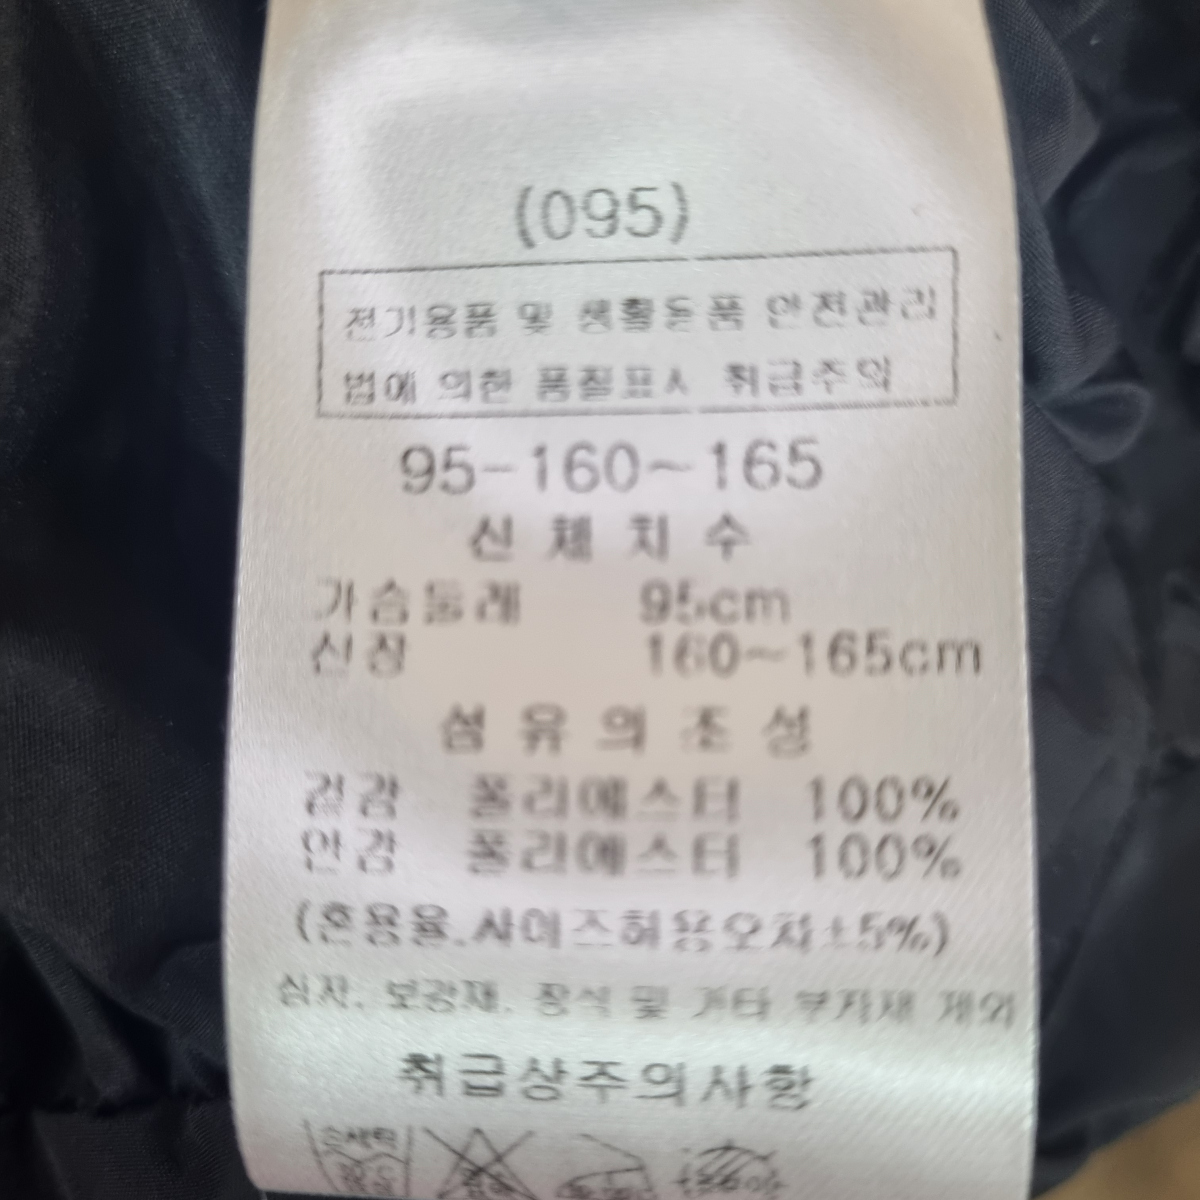 (095)
전기용품 및 생활용품 안전관리
법에 의한 품질표시 취급주의
95-160~165
신체치수
가슴둘레 95cm
신장 160~165cm
섬유의조성
겉감 폴리에스터 100%
안감 폴리에스터 100%
(혼용율.사이즈허용오차±5%)
심지. 보강재. 장식 및 기타 부자재 제외
취급상주의사항
손세탁